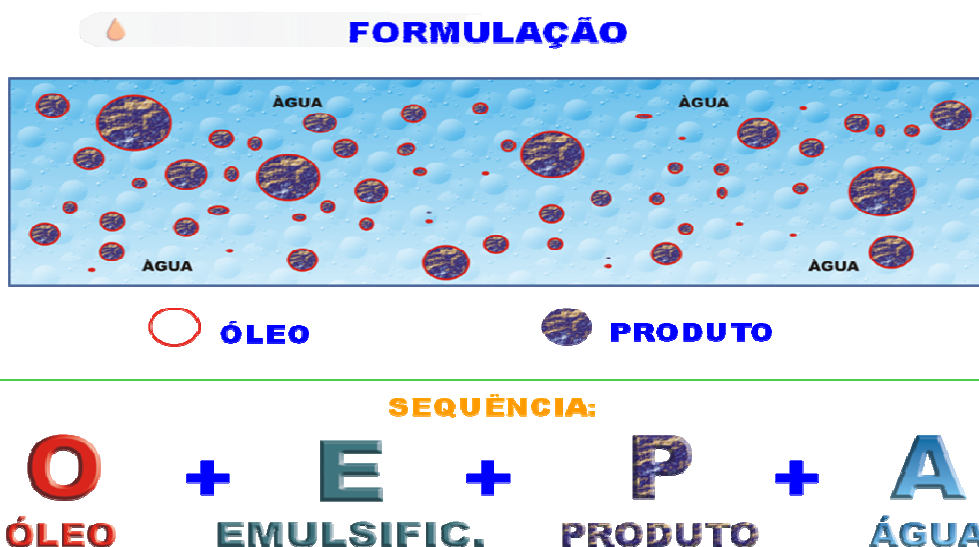 FORMULAÇÃO
ÀGUA
ÀGUA
ÀGUA
ÀGUA
ÓLEO
PRODUTO
SEQUÊNCIA:
O + E + P + A
ÓLEO EMULSIFIC. PRODUTO ÁGUA